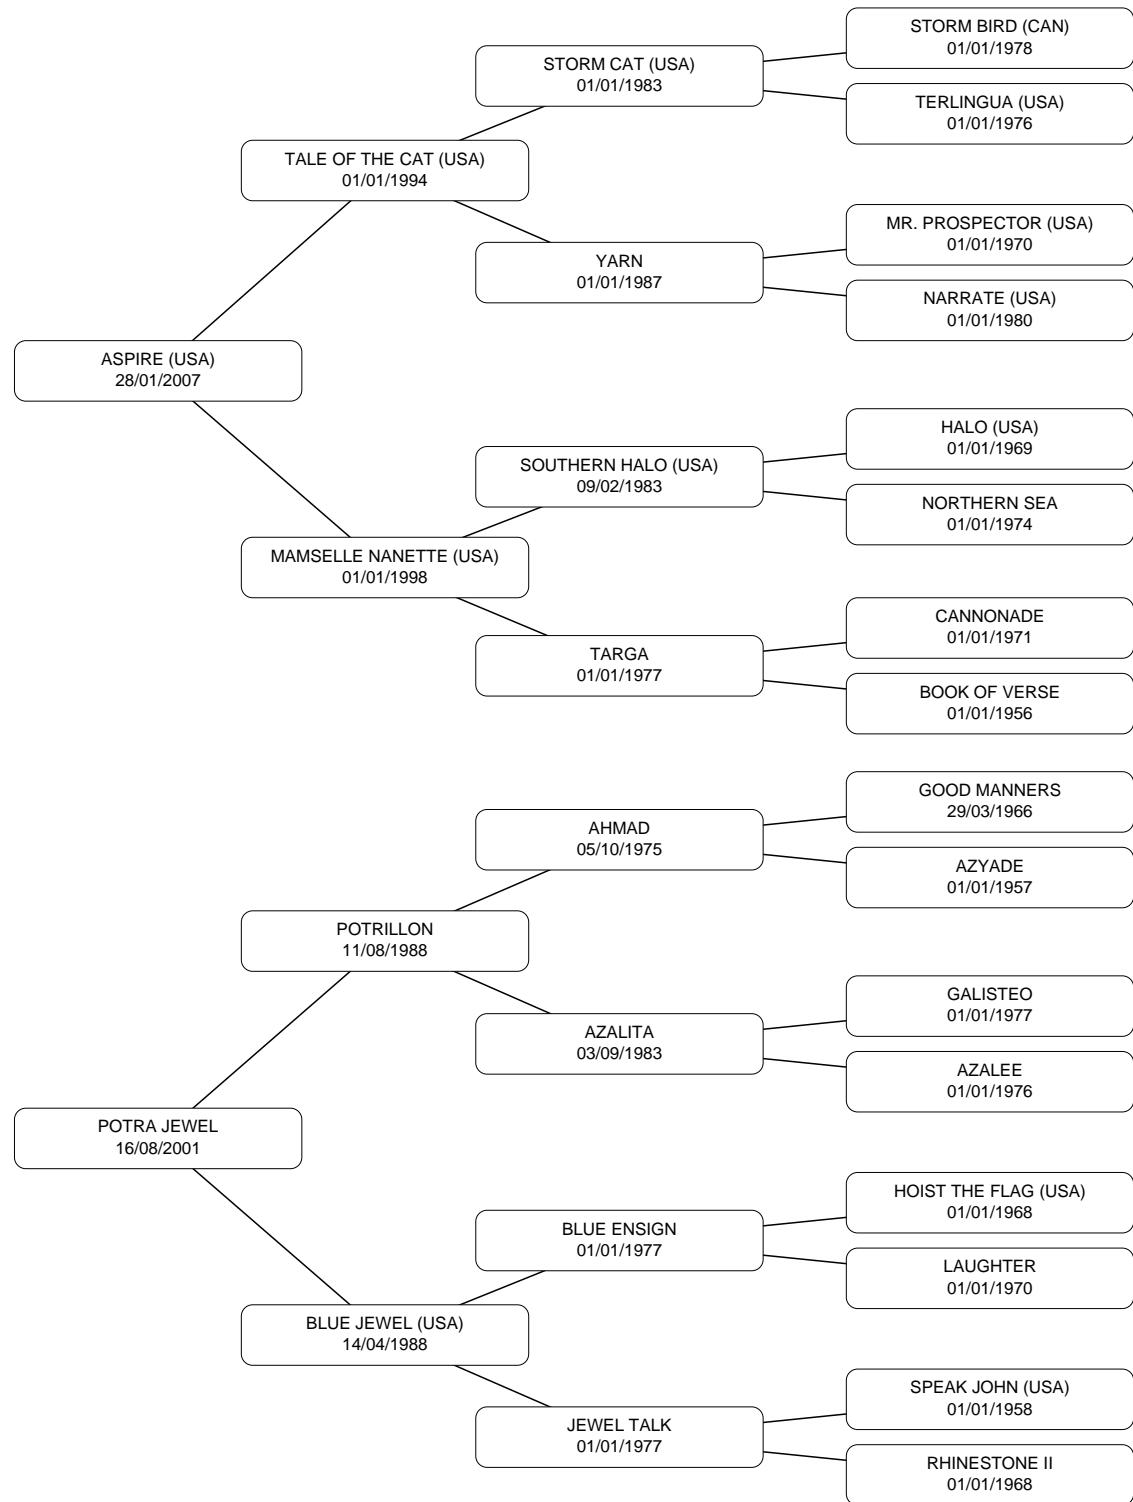 STORM BIRD (CAN)
01/01/1978
STORM CAT (USA)
01/01/1983
TERLINGUA (USA)
01/01/1976
TALE OF THE CAT (USA)
01/01/1994
MR. PROSPECTOR (USA)
01/01/1970
YARN
01/01/1987
NARRATE (USA)
01/01/1980
ASPIRE (USA)
28/01/2007
HALO (USA)
01/01/1969
SOUTHERN HALO (USA)
09/02/1983
NORTHERN SEA
01/01/1974
MAMSELLE NANETTE (USA)
01/01/1998
CANNONADE
01/01/1971
TARGA
01/01/1977
BOOK OF VERSE
01/01/1956
GOOD MANNERS
29/03/1966
AHMAD
05/10/1975
AZYADE
01/01/1957
POTRILLON
11/08/1988
GALISTEO
01/01/1977
AZALITA
03/09/1983
AZALEE
01/01/1976
POTRA JEWEL
16/08/2001
HOIST THE FLAG (USA)
01/01/1968
BLUE ENSIGN
01/01/1977
LAUGHTER
01/01/1970
BLUE JEWEL (USA)
14/04/1988
SPEAK JOHN (USA)
01/01/1958
JEWEL TALK
01/01/1977
RHINESTONE II
01/01/1968